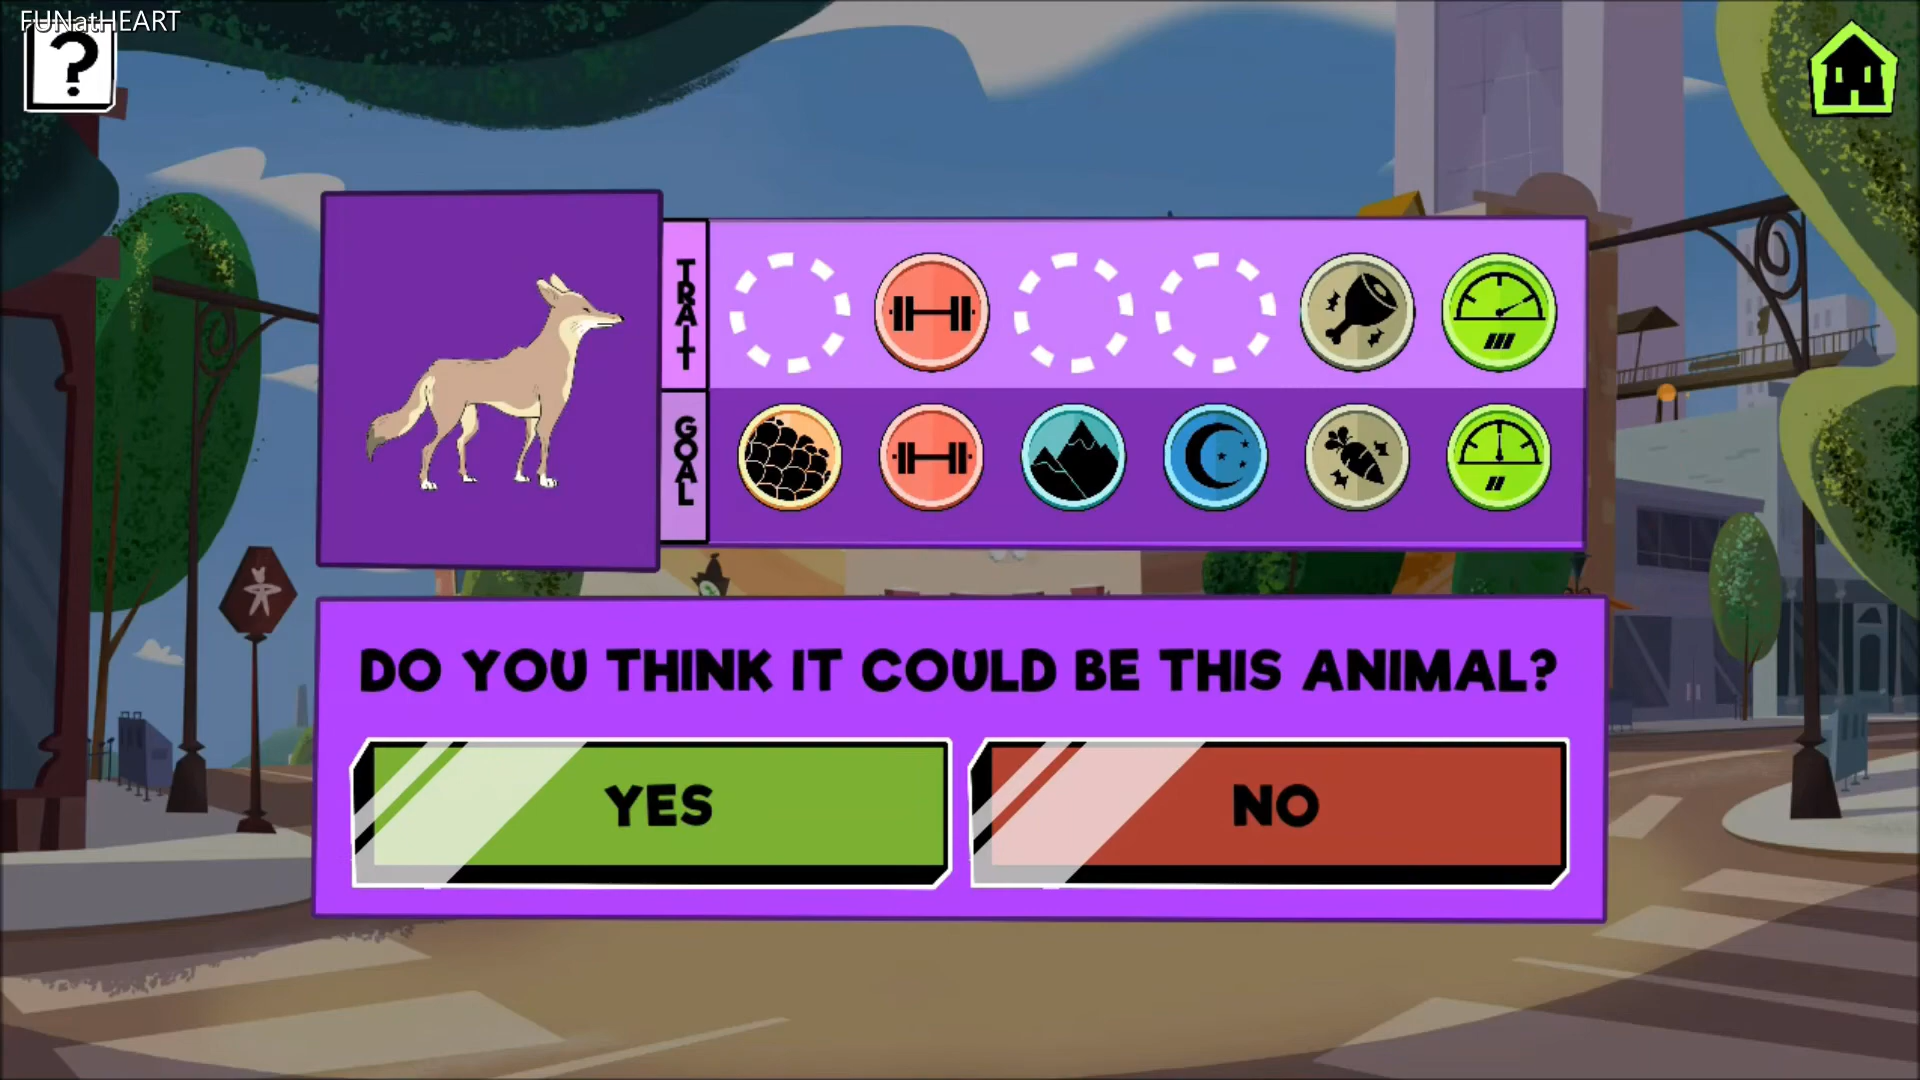 FUNatHEART
?
TRAIT
GOAL
DO YOU THINK IT COULD BE THIS ANIMAL?
YES
NO